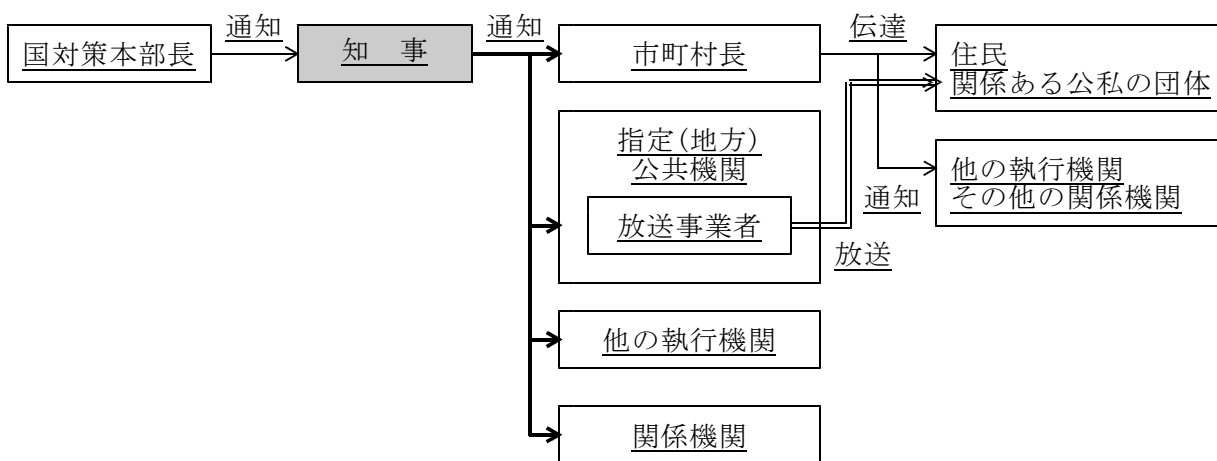 通知
通知
伝達
国対策本部長
知　事
市町村長
住民
関係ある公私の団体
指定(地方)
公共機関
他の執行機関
その他の関係機関
通知
放送事業者
放送
他の執行機関
関係機関